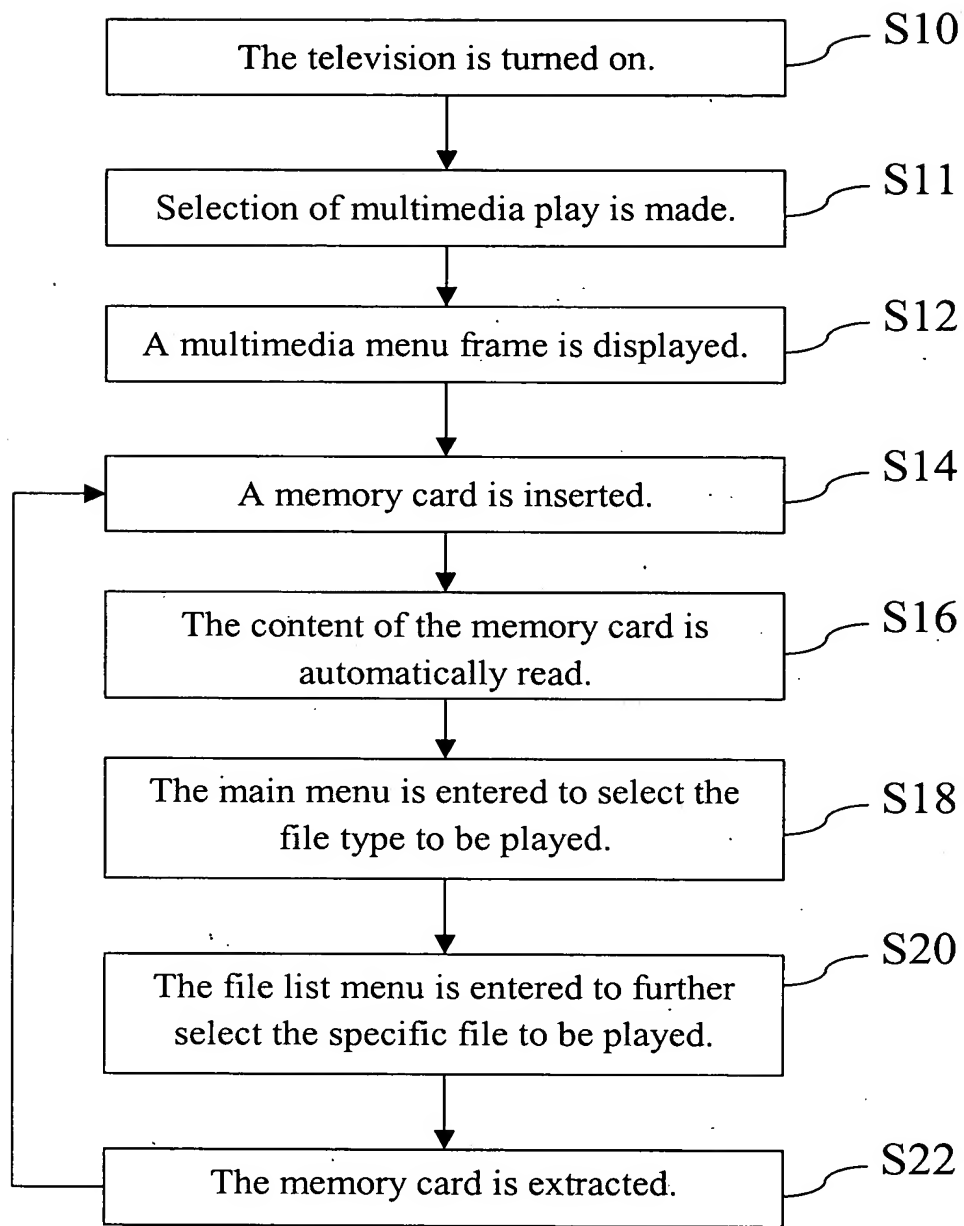 S10
The television is turned on.
S11
Selection of multimedia play is made.
S12
A multimedia menu frame is displayed.
S14
A memory card is inserted.
S16
The content of the memory card is
automatically read.
S18
The main menu is entered to select the
file type to be played.
S20
The file list menu is entered to further
select the specific file to be played.
S22
The memory card is extracted.